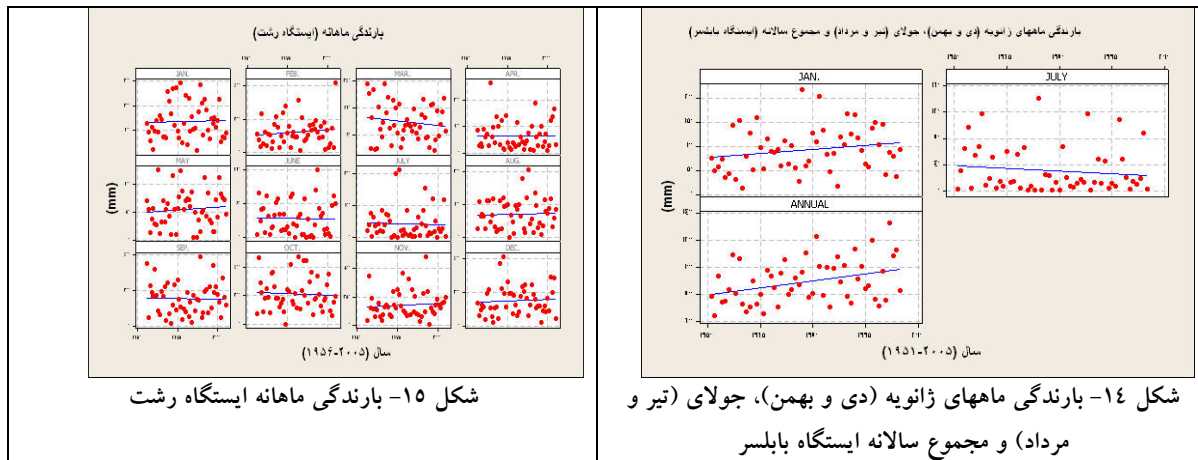 بارندگی ماههای ژانویه (دی و بهمن)، جولای (تیر و مرداد) و مجموع سالانه (ایستگاه بابلسر)
JAN.
JULY
ANNUAL
(mm)
سال (۲۰۰۵-۱۹۵۱)
شکل ۱٤- بارندگی ماههای ژانویه (دی و بهمن)، جولای (تیر و
مرداد) و مجموع سالانه ایستگاه بابلسر
بارندگی ماهانه (ایستگاه رشت)
JAN. FEB. MAR. APR.
MAY JUNE JULY AUG.
SEP. OCT. NOV. DEC.
(mm)
سال (۲۰۰۵-۱۹۵۶)
شکل ۱۵- بارندگی ماهانه ایستگاه رشت